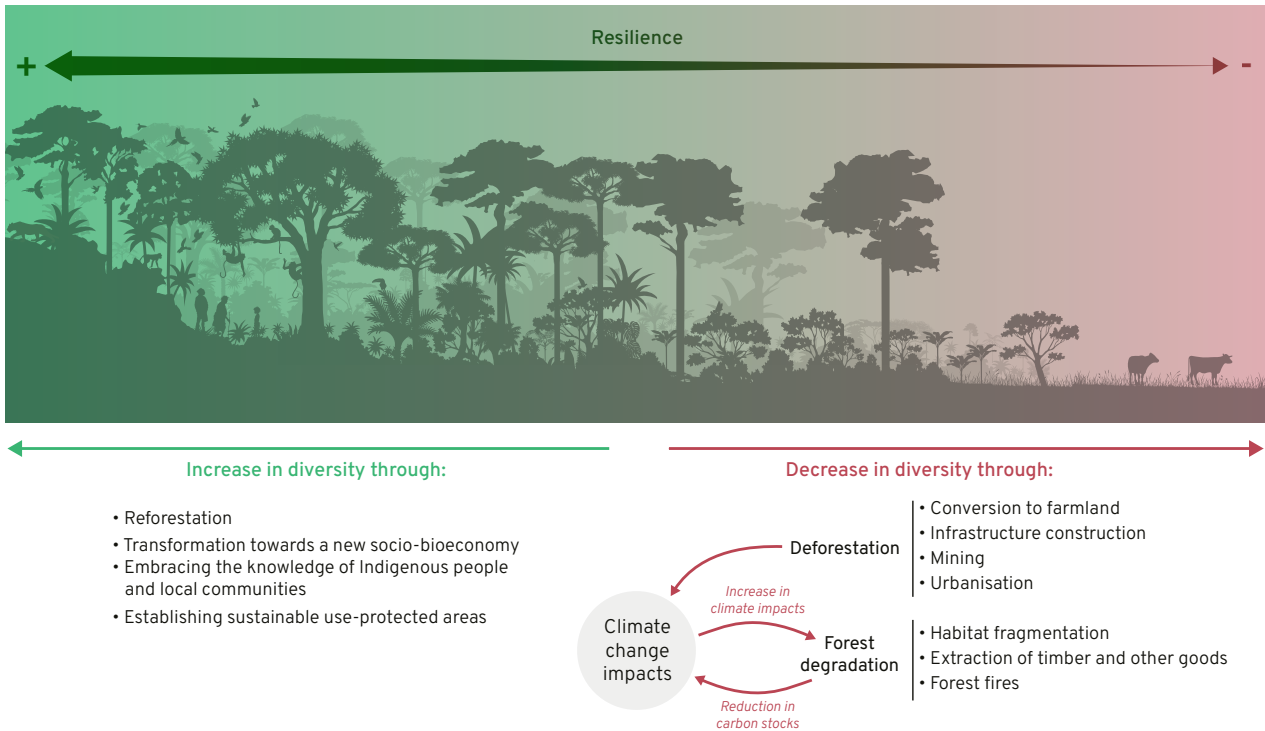 Resilience
+
-
Increase in diversity through:
• Reforestation
• Transformation towards a new socio-bioeconomy
• Embracing the knowledge of Indigenous people
and local communities
• Establishing sustainable use-protected areas
Decrease in diversity through:
Deforestation
• Conversion to farmland
• Infrastructure construction
• Mining
• Urbanisation
Climate
change
impacts
Increase in
climate impacts
Forest
degradation
• Habitat fragmentation
• Extraction of timber and other goods
• Forest fires
Reduction in
carbon stocks